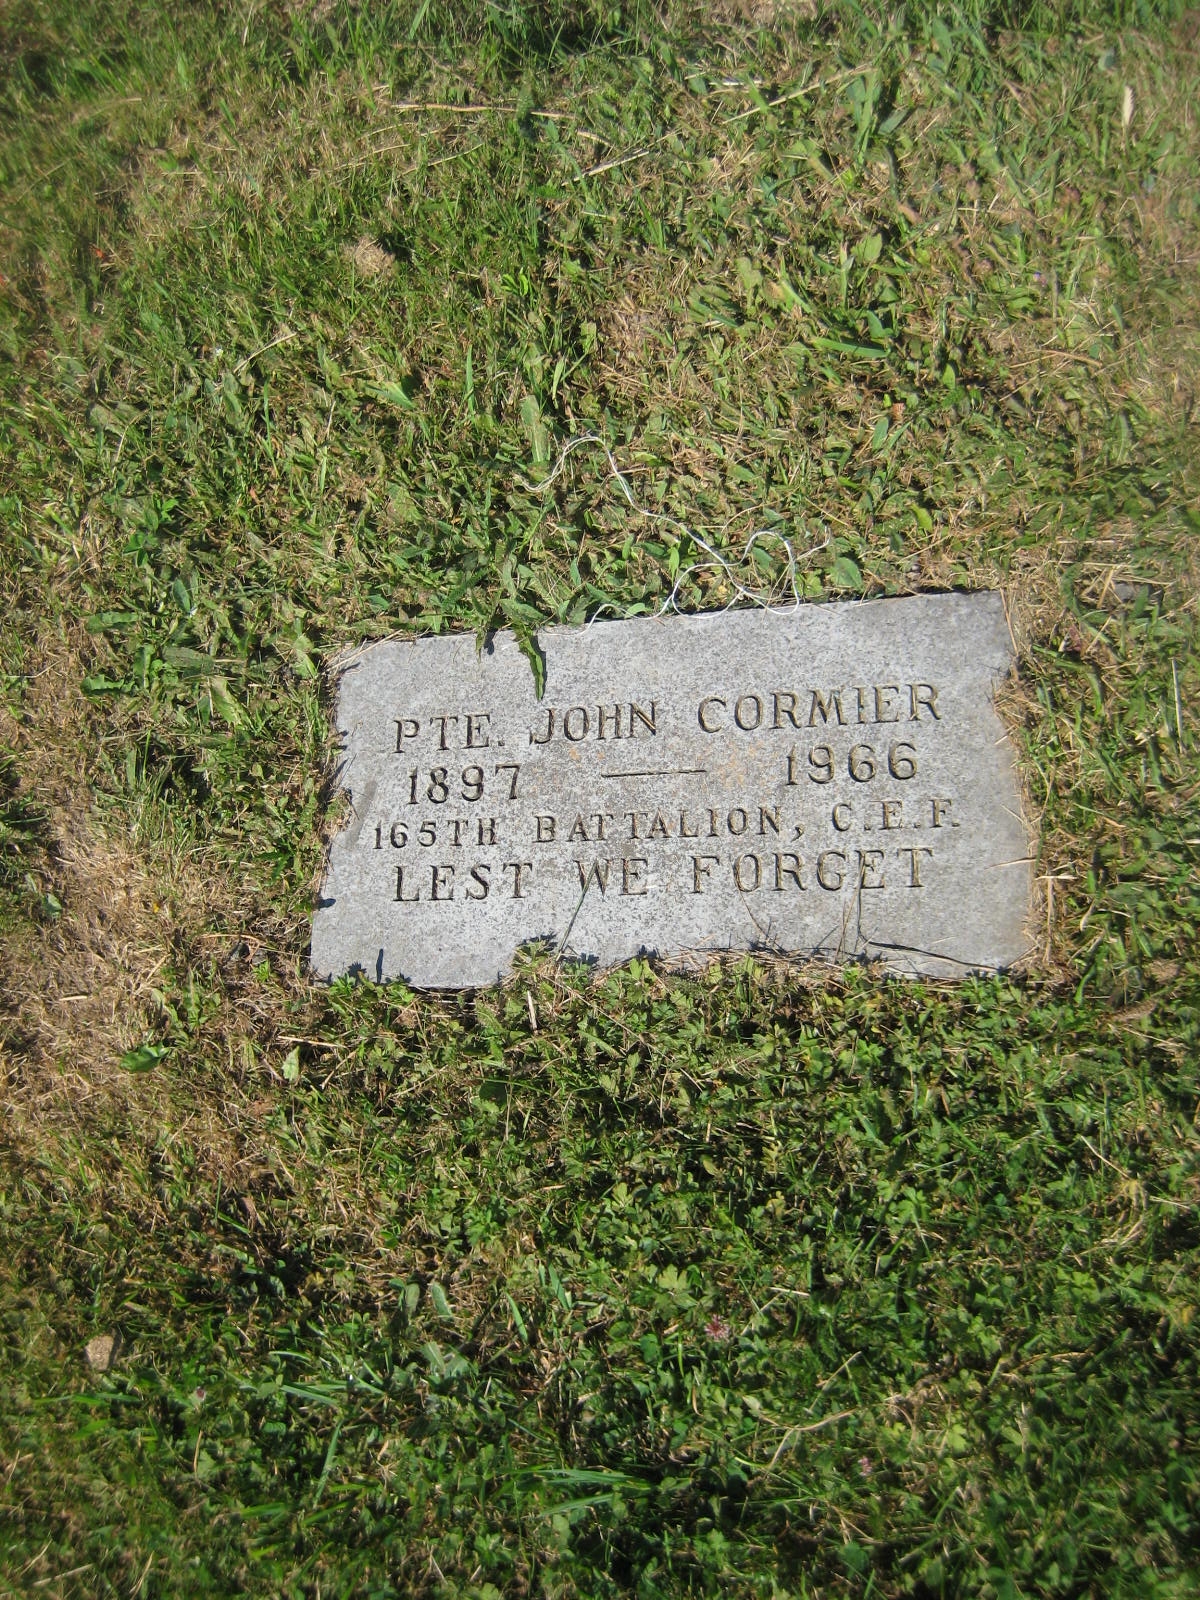 PTE. JOHN CORMIER
1897 — 1966
165TH BATTALION, C.E.F.
LEST WE FORGET